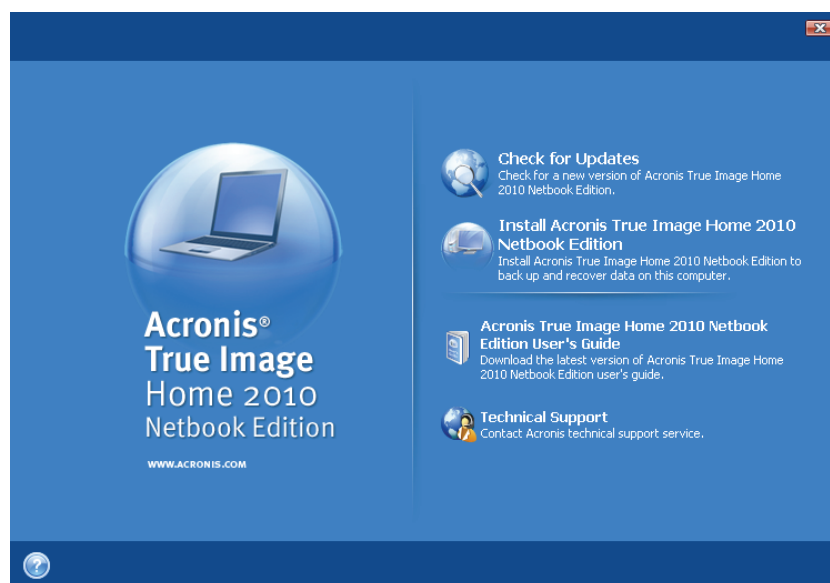 Acronis®
True Image
Home 2010
Netbook Edition
WWW.ACRONIS.COM
Check for Updates
Check for a new version of Acronis True Image Home
2010 Netbook Edition.
Install Acronis True Image Home 2010
Netbook Edition
Install Acronis True Image Home 2010 Netbook Edition to
back up and recover data on this computer.
Acronis True Image Home 2010 Netbook
Edition User's Guide
Download the latest version of Acronis True Image Home
2010 Netbook Edition user's guide.
Technical Support
Contact Acronis technical support service.
?